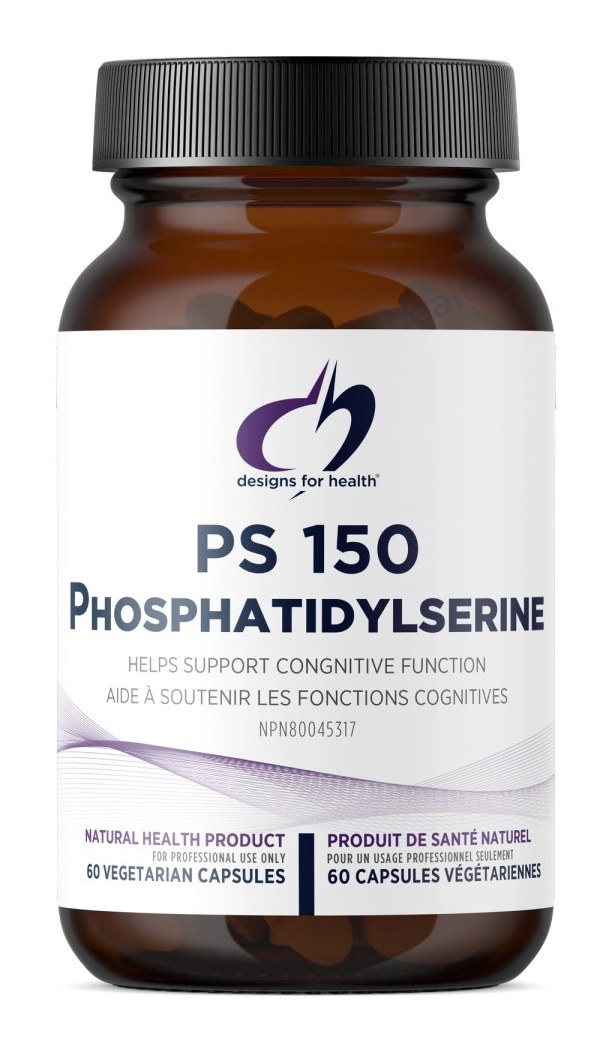 designs for health®
PS 150
PHOSPHATIDYLSERINE
HELPS SUPPORT CONGNITIVE FUNCTION
AIDE À SOUTENIR LES FONCTIONS COGNITIVES
NPN80045317
NATURAL HEALTH PRODUCT
FOR PROFESSIONAL USE ONLY
60 VEGETARIAN CAPSULES
PRODUIT DE SANTÉ NATUREL
POUR UN USAGE PROFESSIONNEL SEULEMENT
60 CAPSULES VÉGÉTARIENNES